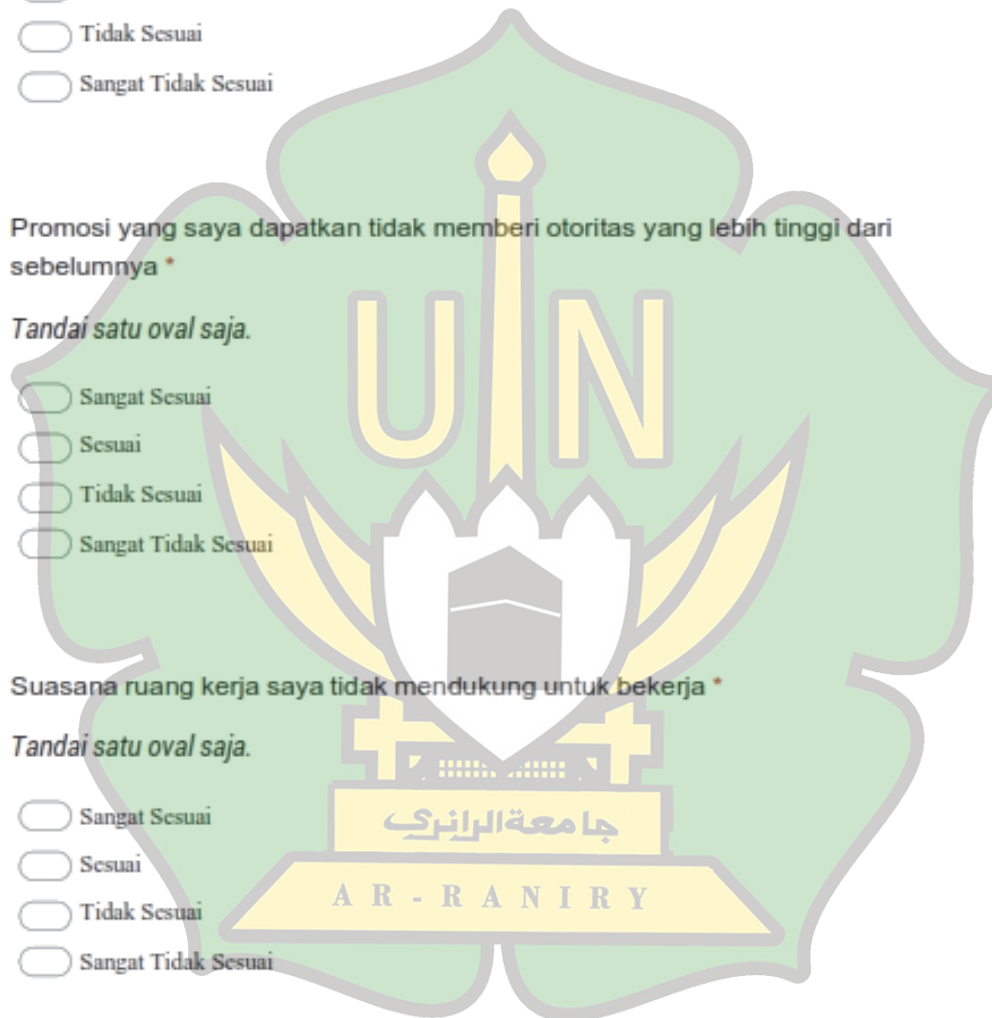 Tidak Sesuai
Sangat Tidak Sesuai
Promosi yang saya dapatkan tidak memberi otoritas yang lebih tinggi dari
sebelumnya *
Tandai satu oval saja.
Sangat Sesuai
Sesuai
Tidak Sesuai
Sangat Tidak Sesuai
Suasana ruang kerja saya tidak mendukung untuk bekerja *
Tandai satu oval saja.
Sangat Sesuai
Sesuai
Tidak Sesuai
Sangat Tidak Sesuai
UIN
جامعة الرانري
AR-RANIRY